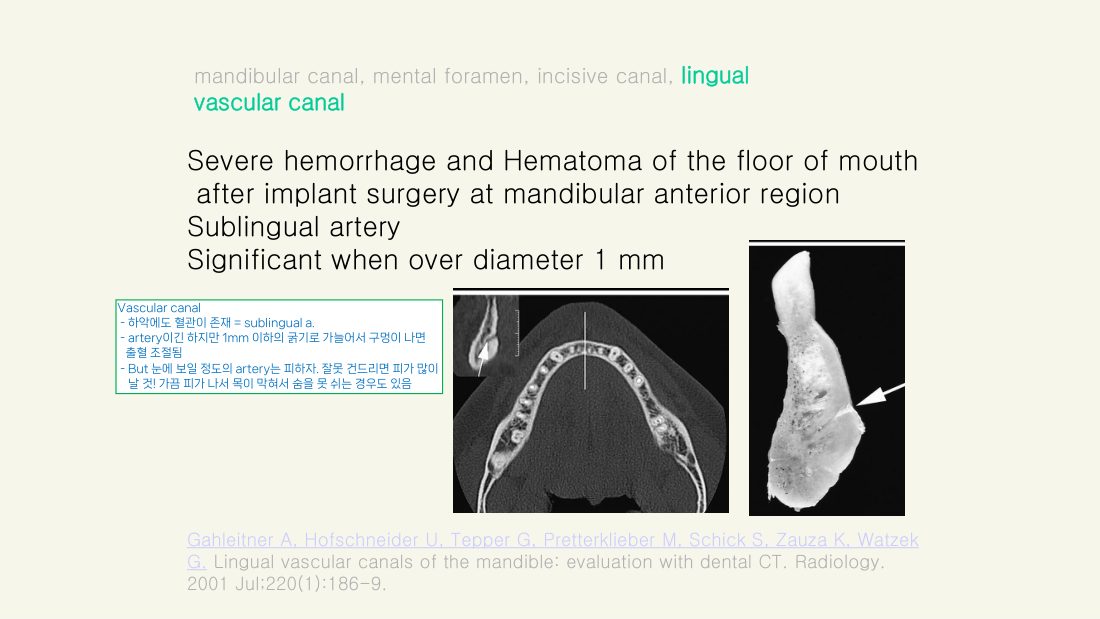 mandibular canal, mental foramen, incisive canal, lingual
vascular canal
Severe hemorrhage and Hematoma of the floor of mouth
after implant surgery at mandibular anterior region
Sublingual artery
Significant when over diameter 1 mm
Vascular canal
- 하악에도 혈관이 존재 = sublingual a.
- artery이긴 하지만 1mm 이하의 굵기로 가늘어서 구멍이 나면
출혈 조절됨
- But 눈에 보일 정도의 artery는 피하자. 잘못 건드리면 피가 많이
날 것! 가끔 피가 나서 목이 막혀서 숨을 못 쉬는 경우도 있음
Gahleitner A, Hofschneider U, Tepper G, Pretterklieber M, Schick S, Zauza K, Watzek
G. Lingual vascular canals of the mandible: evaluation with dental CT. Radiology.
2001 Jul;220(1):186-9.